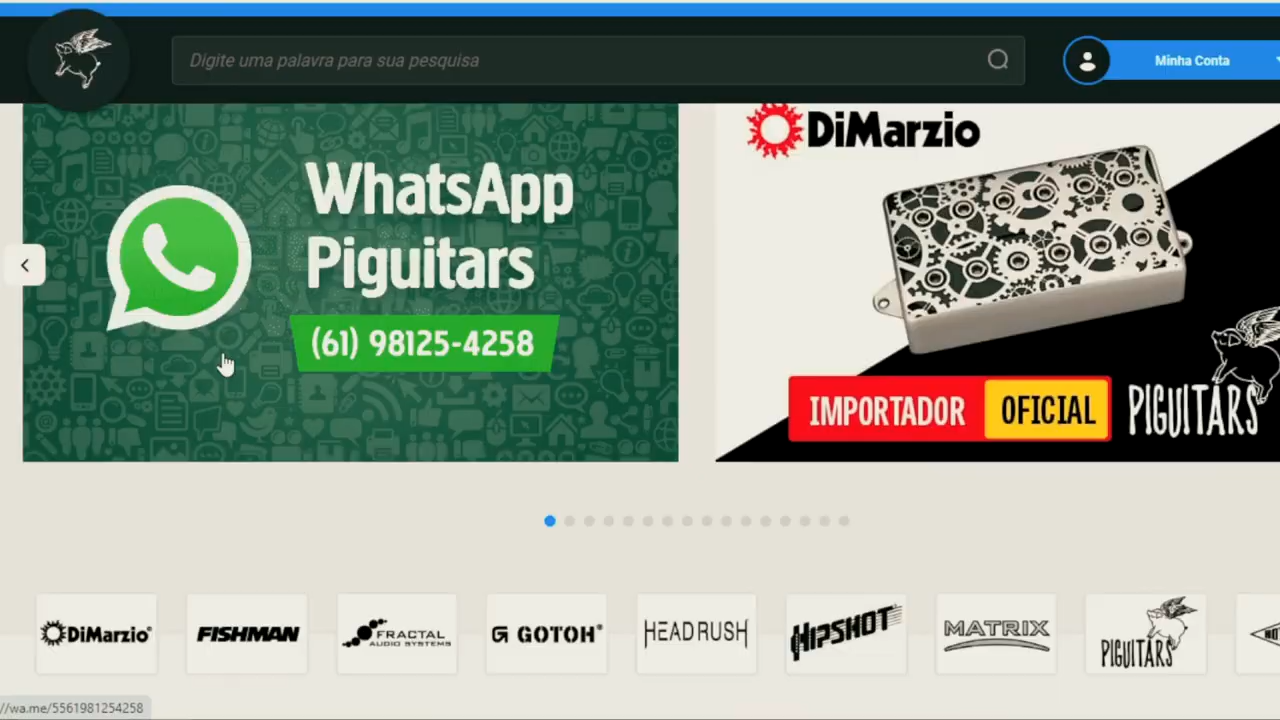 Digite uma palavra para sua pesquisa
Minha Conta
WhatsApp
Piguitars
(61) 98125-4258
DiMarzio
IMPORTADOR OFICIAL PIGUITARS
DiMarzio®
FISHMAN
FRACTAL
AUDIO SYSTEMS
GOTOH®
HEADRUSH
HIPSHOT
MATRIX
PIGUITARS
//wa.me/5561981254258